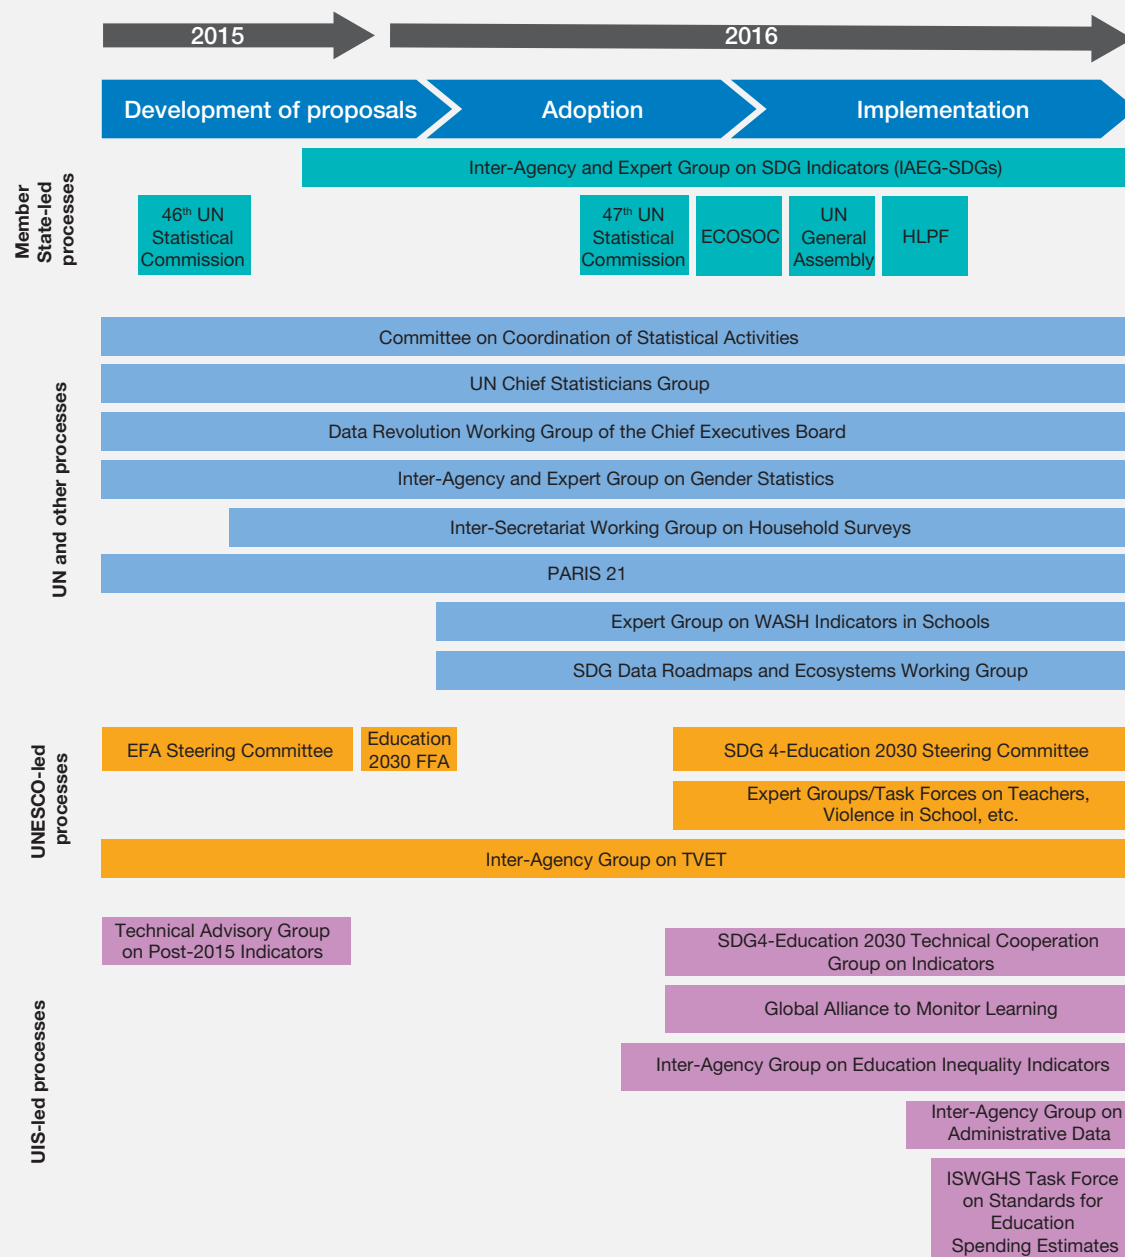 2015
2016
Development of proposals
Adoption
Implementation
Member
State-led
processes
Inter-Agency and Expert Group on SDG Indicators (IAEG-SDGs)
46th UN
Statistical
Commission
47th UN
Statistical
Commission
ECOSOC
UN
General
Assembly
HLPF
UN and other processes
Committee on Coordination of Statistical Activities
UN Chief Statisticians Group
Data Revolution Working Group of the Chief Executives Board
Inter-Agency and Expert Group on Gender Statistics
Inter-Secretariat Working Group on Household Surveys
PARIS 21
Expert Group on WASH Indicators in Schools
SDG Data Roadmaps and Ecosystems Working Group
UNESCO-led
processes
EFA Steering Committee
Education
2030 FFA
SDG 4-Education 2030 Steering Committee
Expert Groups/Task Forces on Teachers,
Violence in School, etc.
Inter-Agency Group on TVET
UIS-led processes
Technical Advisory Group
on Post-2015 Indicators
SDG4-Education 2030 Technical Cooperation
Group on Indicators
Global Alliance to Monitor Learning
Inter-Agency Group on Education Inequality Indicators
Inter-Agency Group on
Administrative Data
ISWGHS Task Force
on Standards for
Education
Spending Estimates